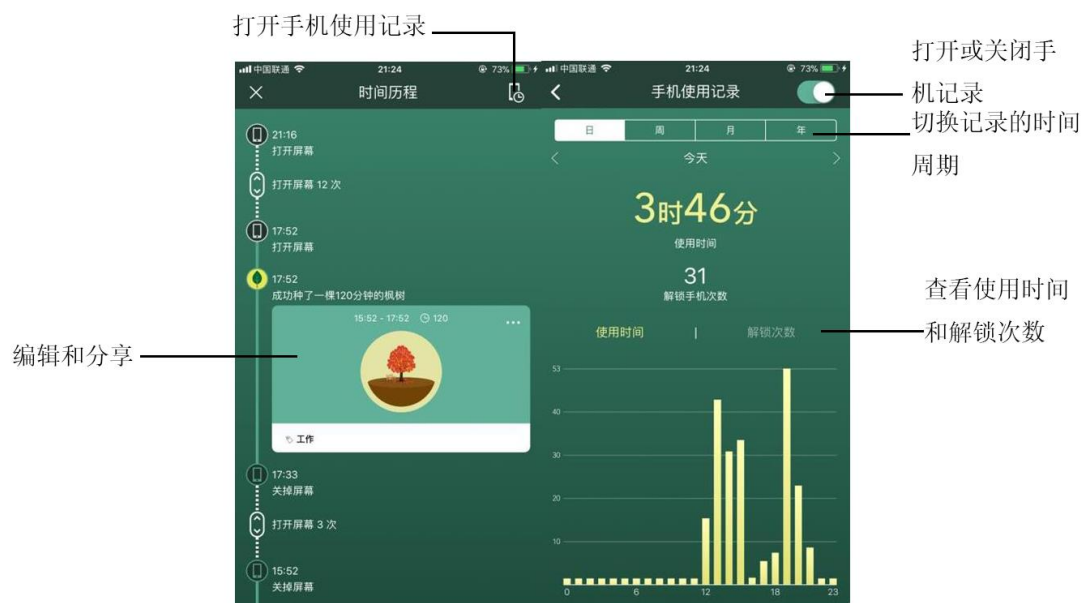 打开手机使用记录
中国联通
21:24
73%
时间历程
21:16
打开屏幕
打开屏幕 12 次
17:52
打开屏幕
17:52
成功种了一棵120分钟的枫树
15:52 - 17:52
120
工作
17:33
关掉屏幕
打开屏幕 3 次
15:52
关掉屏幕
编辑和分享
中国联通
21:24
73%
手机使用记录
日
周
月
年
今天
3时46分
使用时间
31
解锁手机次数
使用时间 | 解锁次数
53
40
30
20
10
0 6 12 18 23
打开或关闭手
机记录
切换记录的时间
周期
查看使用时间
和解锁次数